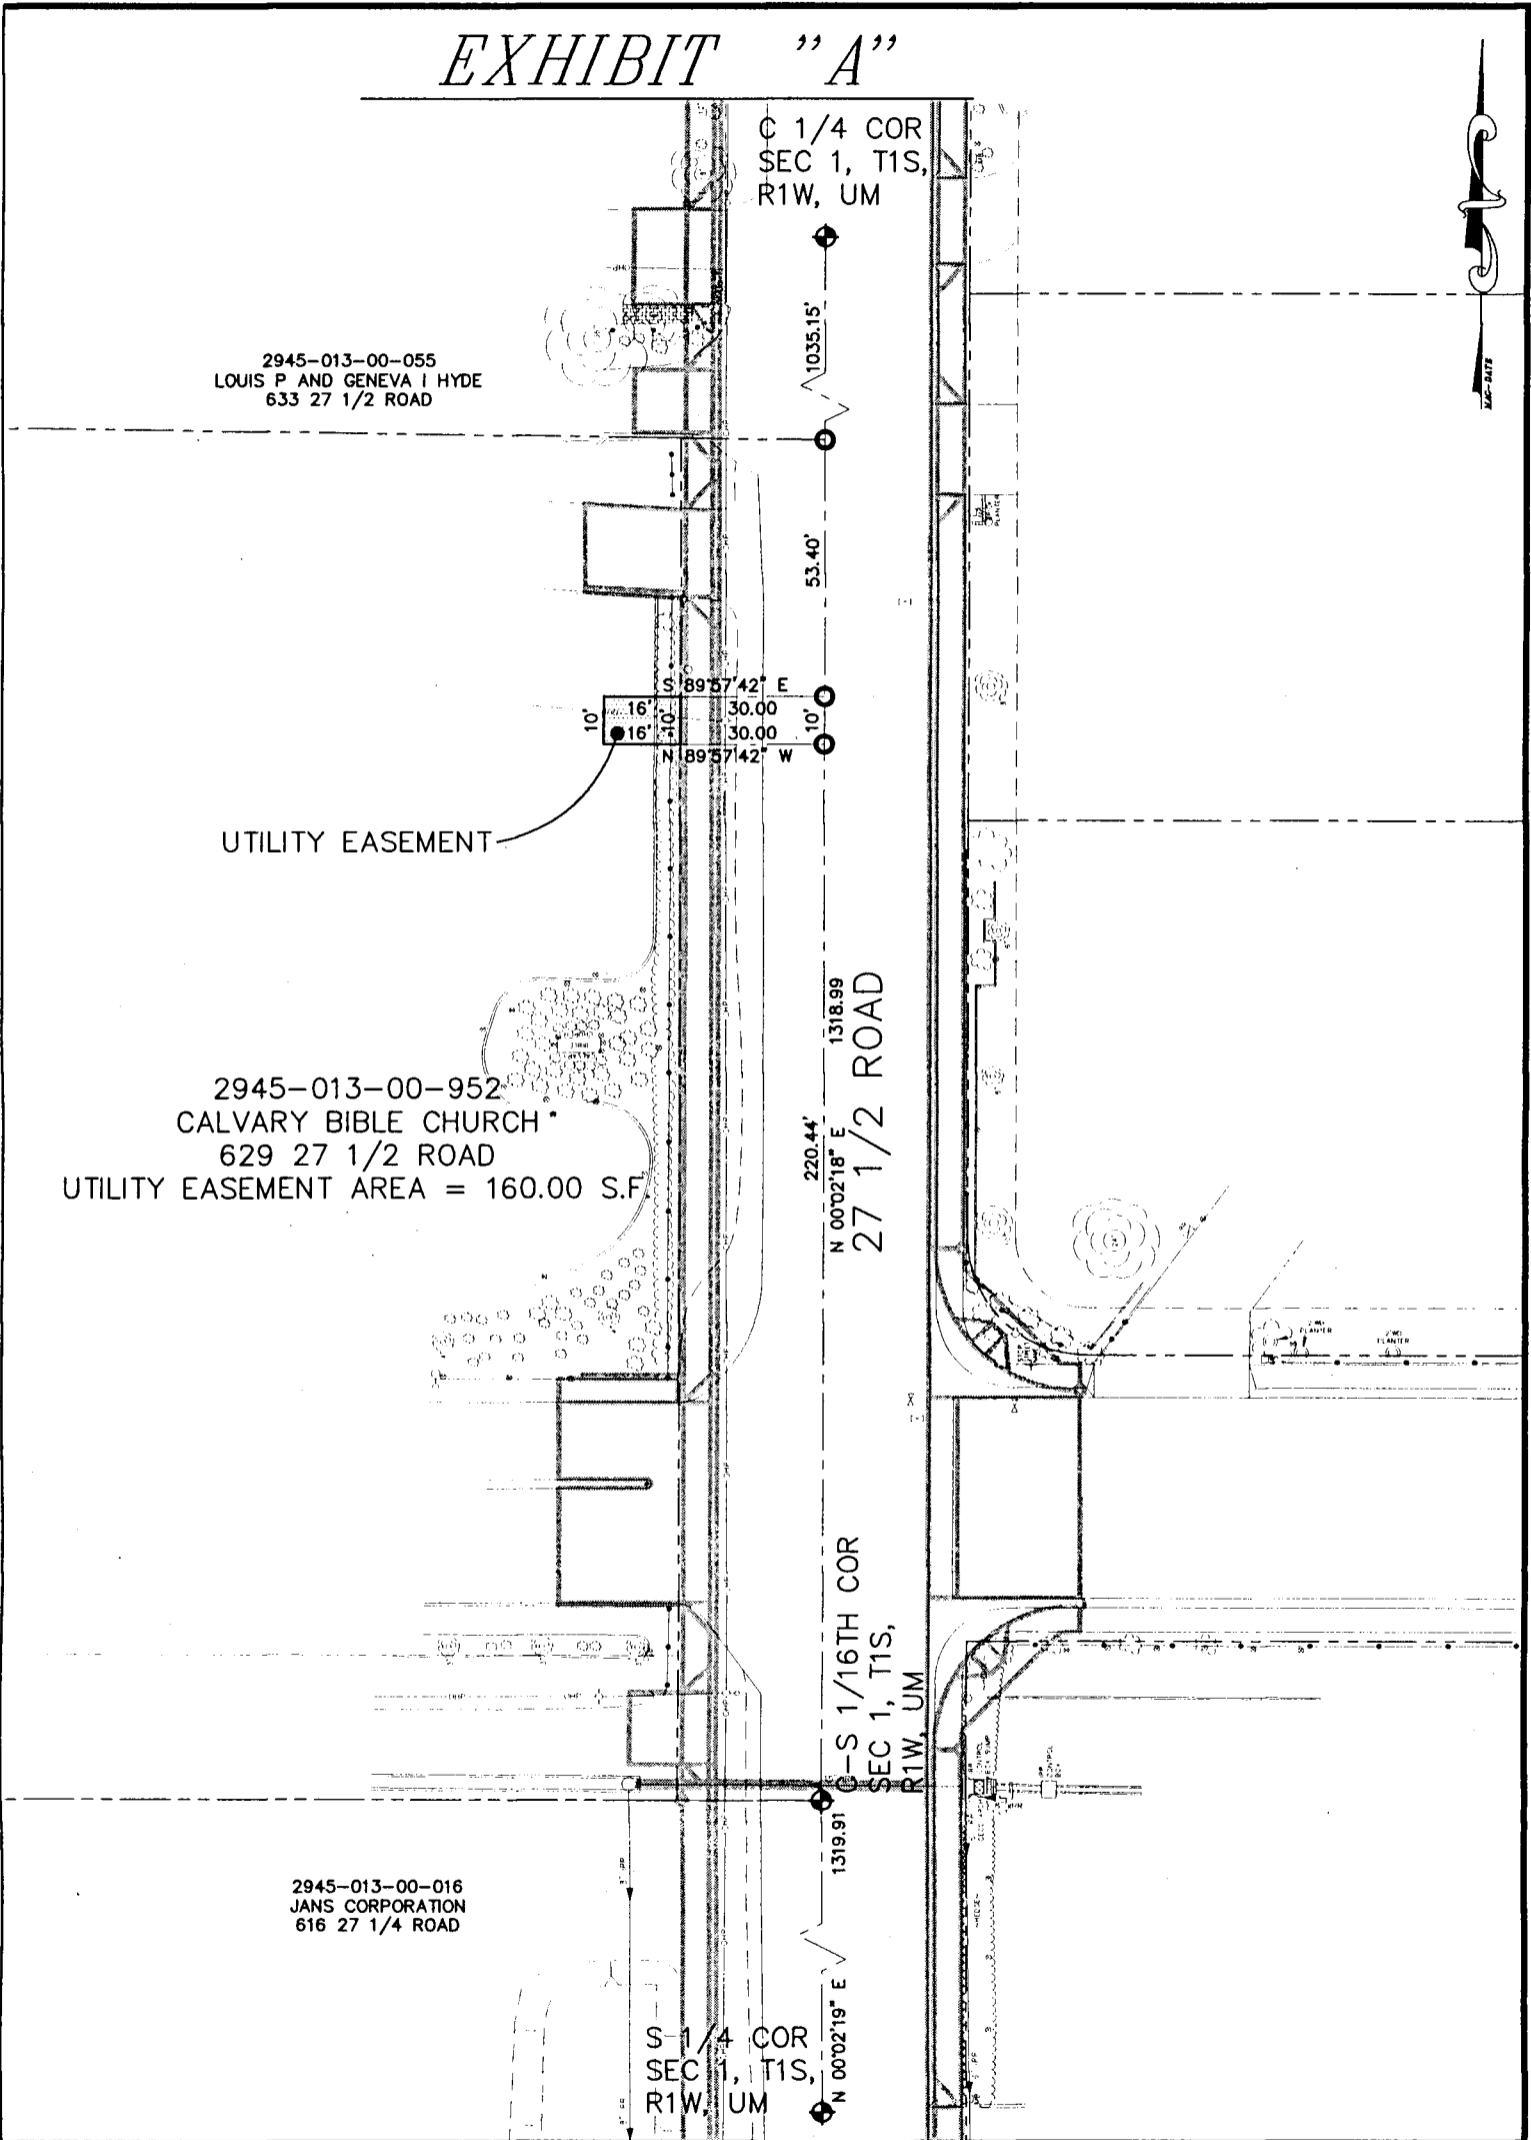 EXHIBIT "A"
C 1/4 COR
SEC 1, T1S,
R1W, UM
1035.15'
2945-013-00-055
LOUIS P AND GENEVA I HYDE
633 27 1/2 ROAD
53.40'
PLANTER
S 89°57'42" E
10'
16'
10'
30.00
10'
16'
30.00
N 89°57'42" W
UTILITY EASEMENT
1318.99
27 1/2 ROAD
220.44'
N 00°02'18" E
2945-013-00-952
CALVARY BIBLE CHURCH
629 27 1/2 ROAD
UTILITY EASEMENT AREA = 160.00 S.F.
PLANTER
PLANTER
C-S 1/16TH COR
SEC 1, T1S,
R1W, UM
CONTROL
1319.91
2945-013-00-016
JANS CORPORATION
616 27 1/4 ROAD
HEDGE
N 00°02'19" E
S 1/4 COR
SEC 1, T1S,
R1W, UM